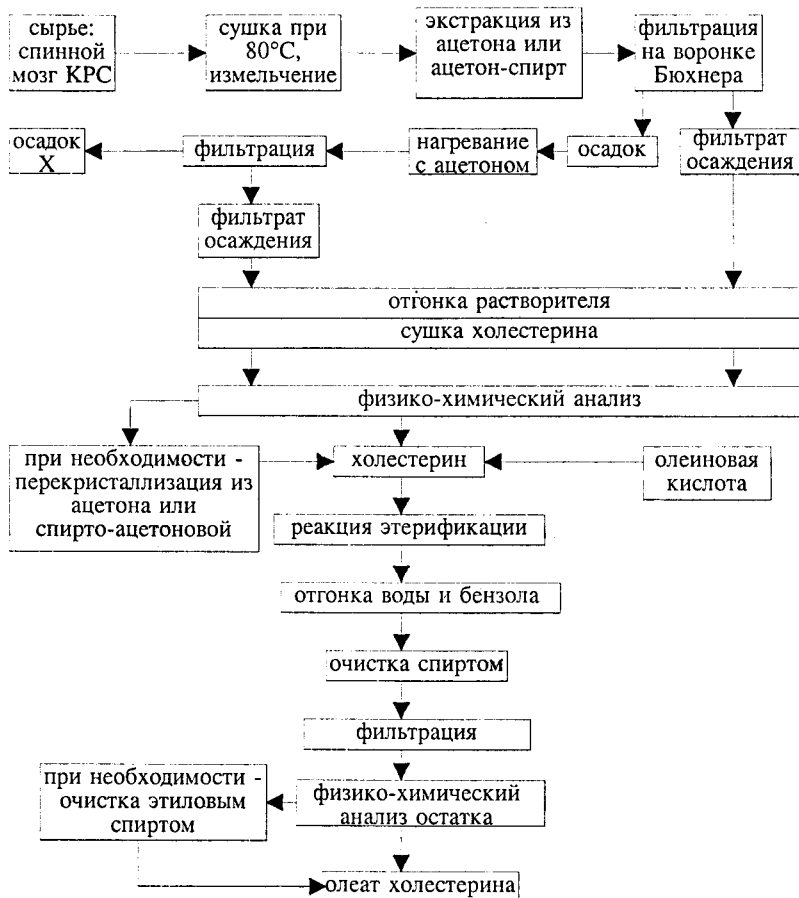 сырье:
спинной
мозг КРС
сушка при
80°С,
измельчение
экстракция из
ацетона или
ацетон-спирт
фильтрация
на воронке
Бюхнера
осадок
X
фильтрация
нагревание
с ацетоном
осадок
фильтрат
осаждения
фильтрат
осаждения
отгонка растворителя
сушка холестерина
физико-химический анализ
при необходимости -
перекристаллизация из
ацетона или
спирто-ацетоновой
холестерин
олеиновая
кислота
реакция этерификации
отгонка воды и бензола
очистка спиртом
фильтрация
при необходимости -
очистка этиловым
спиртом
физико-химический
анализ остатка
олеат холестерина